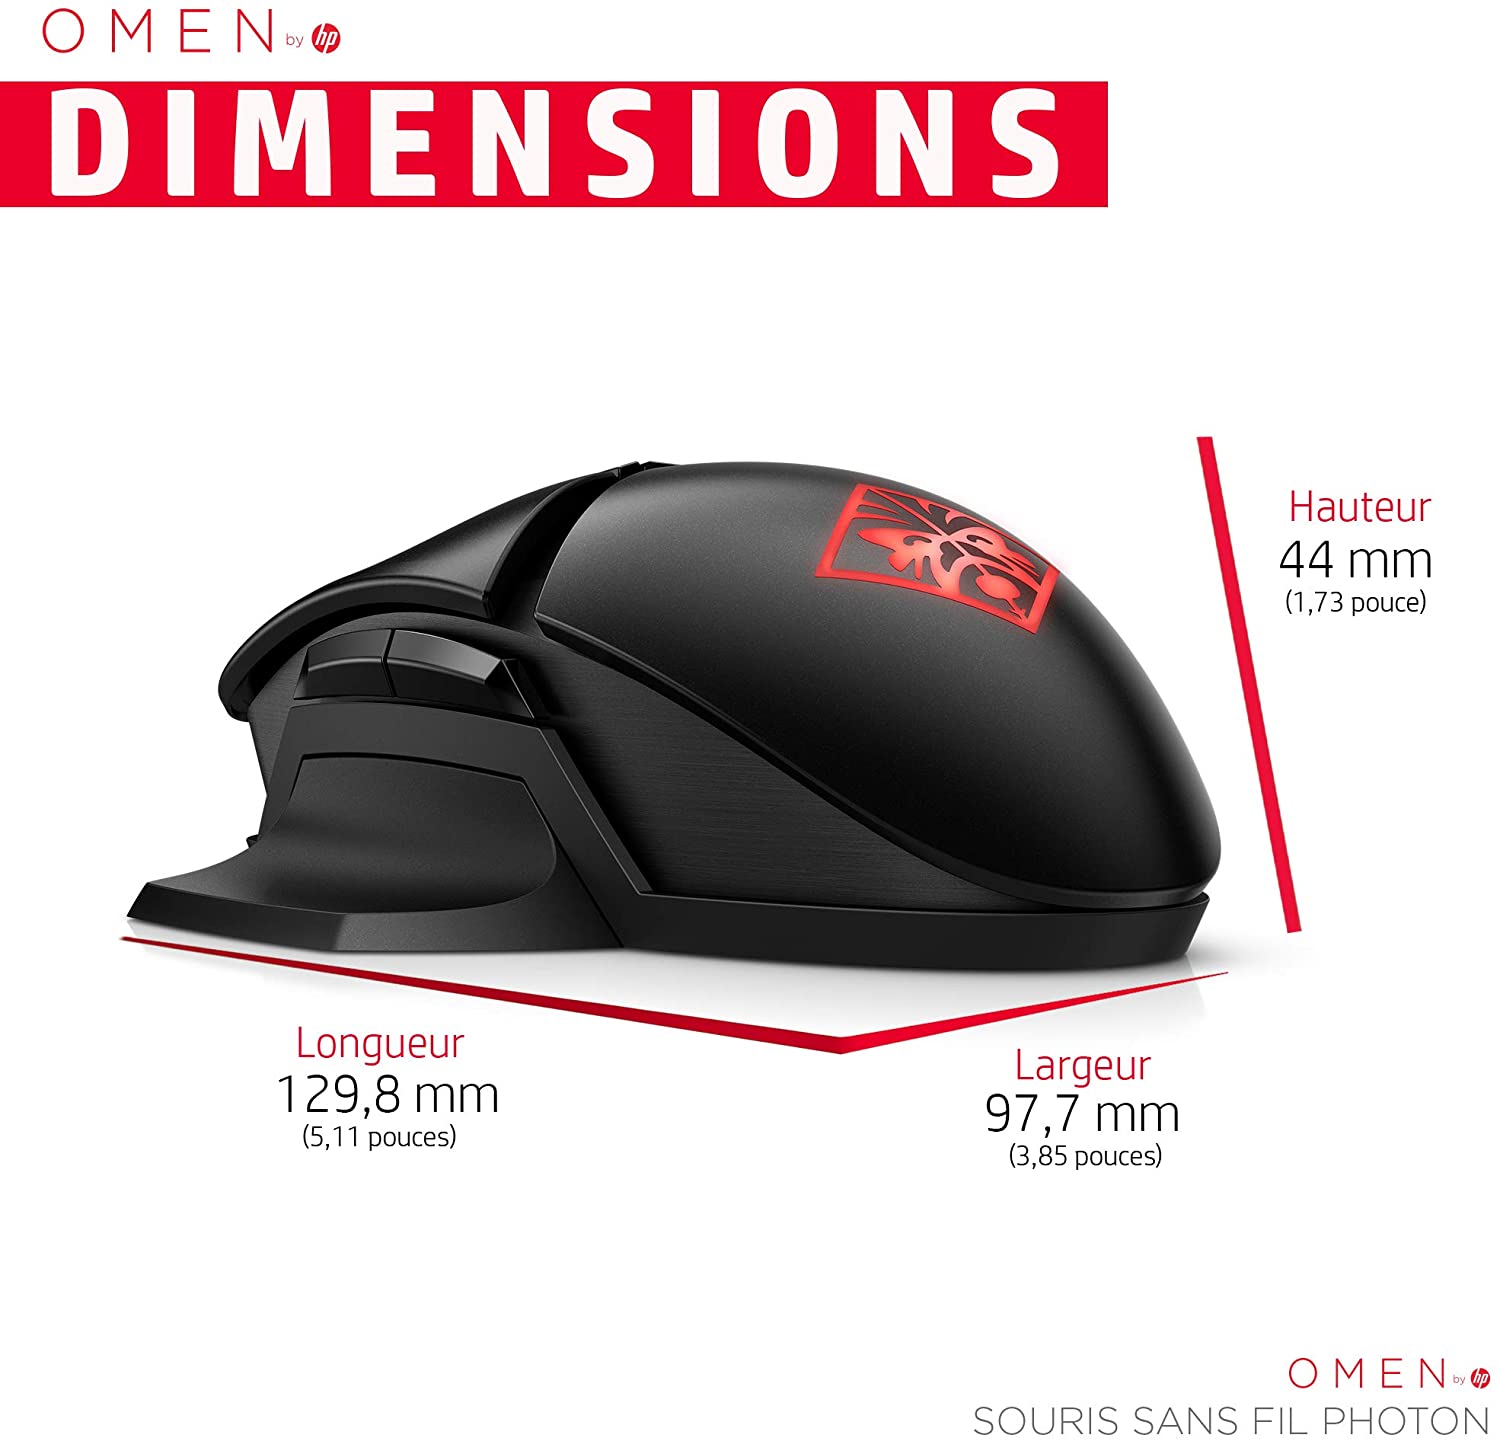 OMEN by hp
DIMENSIONS
Hauteur
44 mm
(1,73 pouce)
Longueur
129,8 mm
(5,11 pouces)
Largeur
97,7 mm
(3,85 pouces)
OMEN by hp
SOURIS SANS FIL PHOTON